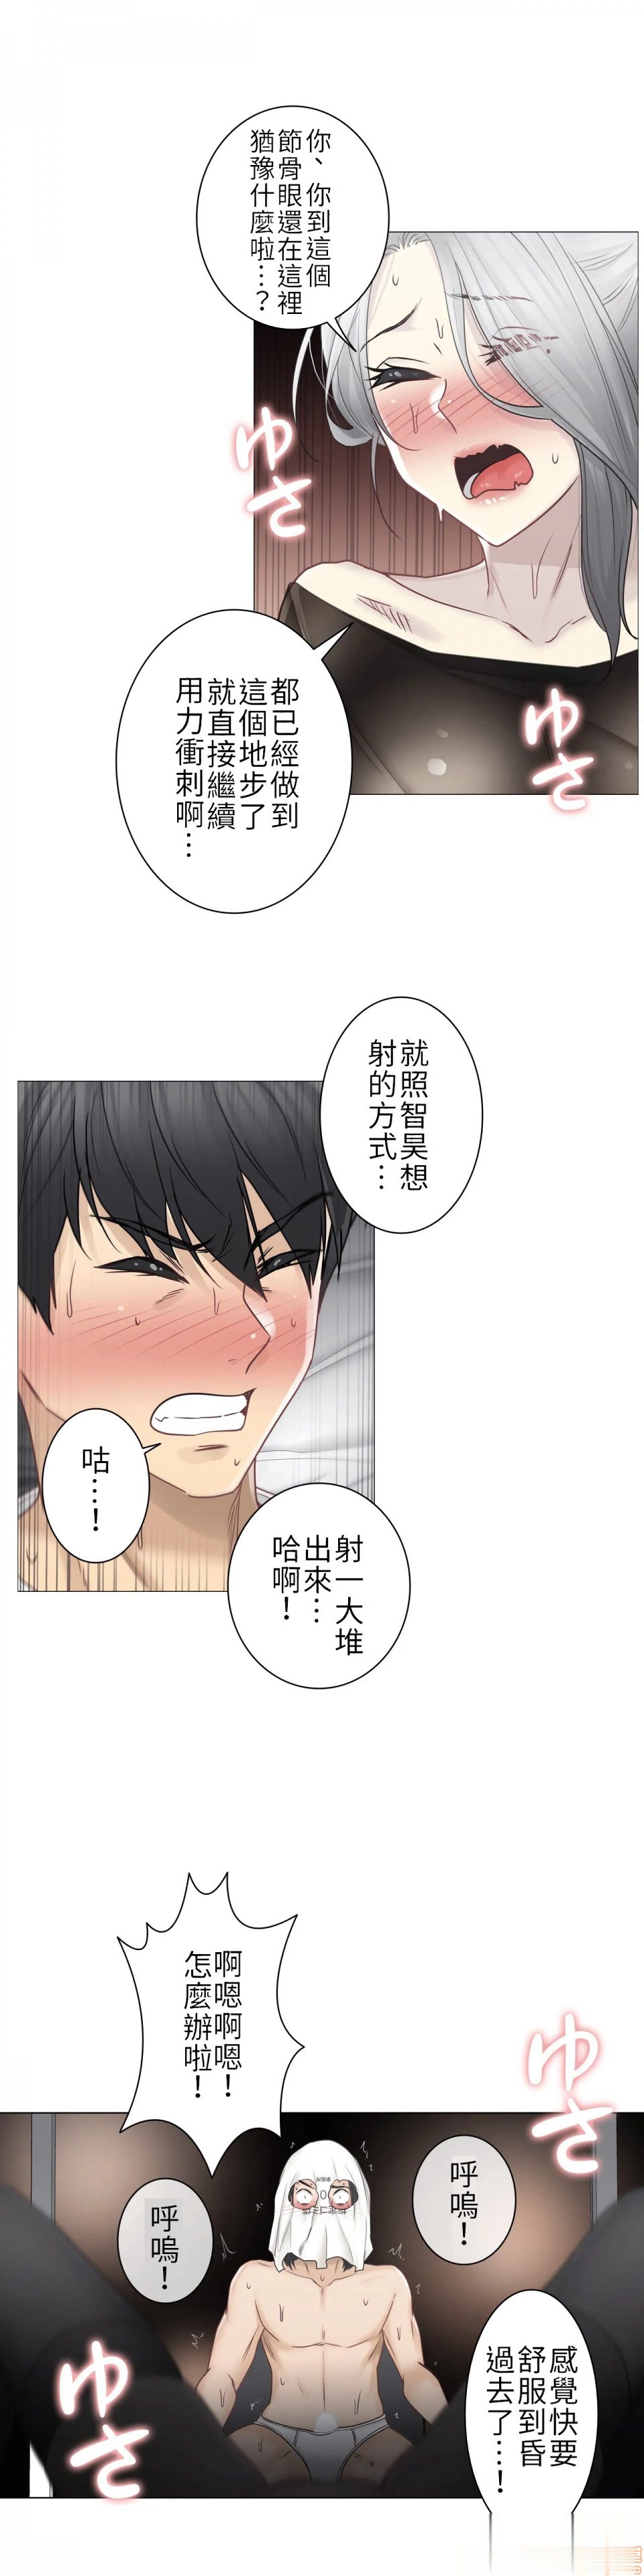 你、你到這個
節骨眼還在這裡
猶豫什麼啦…？
ゆさ
都已經做到
這個地步了
就直接繼續
用力衝刺啊…
ゆさ
就照智昊想
射的方式…
咕…！
射一大堆
出來…
哈啊！
啊嗯啊嗯！
怎麼辦啦！
ゆさ
呼嗚！
呼嗚！
感覺快要
舒服到昏
過去了…！
ゆさ